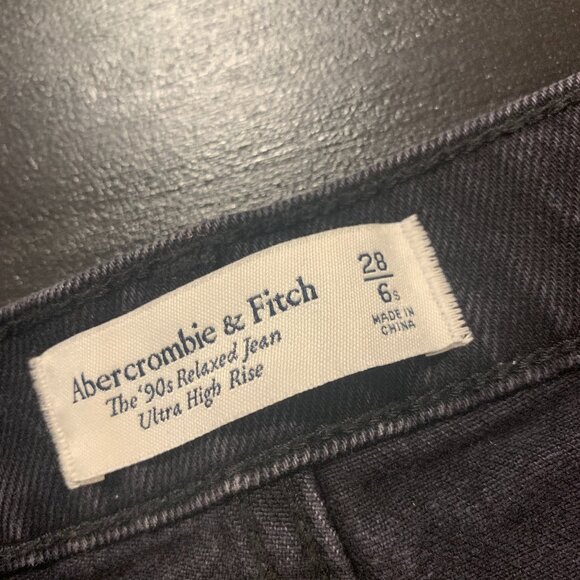 Abercrombie & Fitch
The '90s Relaxed Jean
Ultra High Rise
28
6s
MADE IN
CHINA